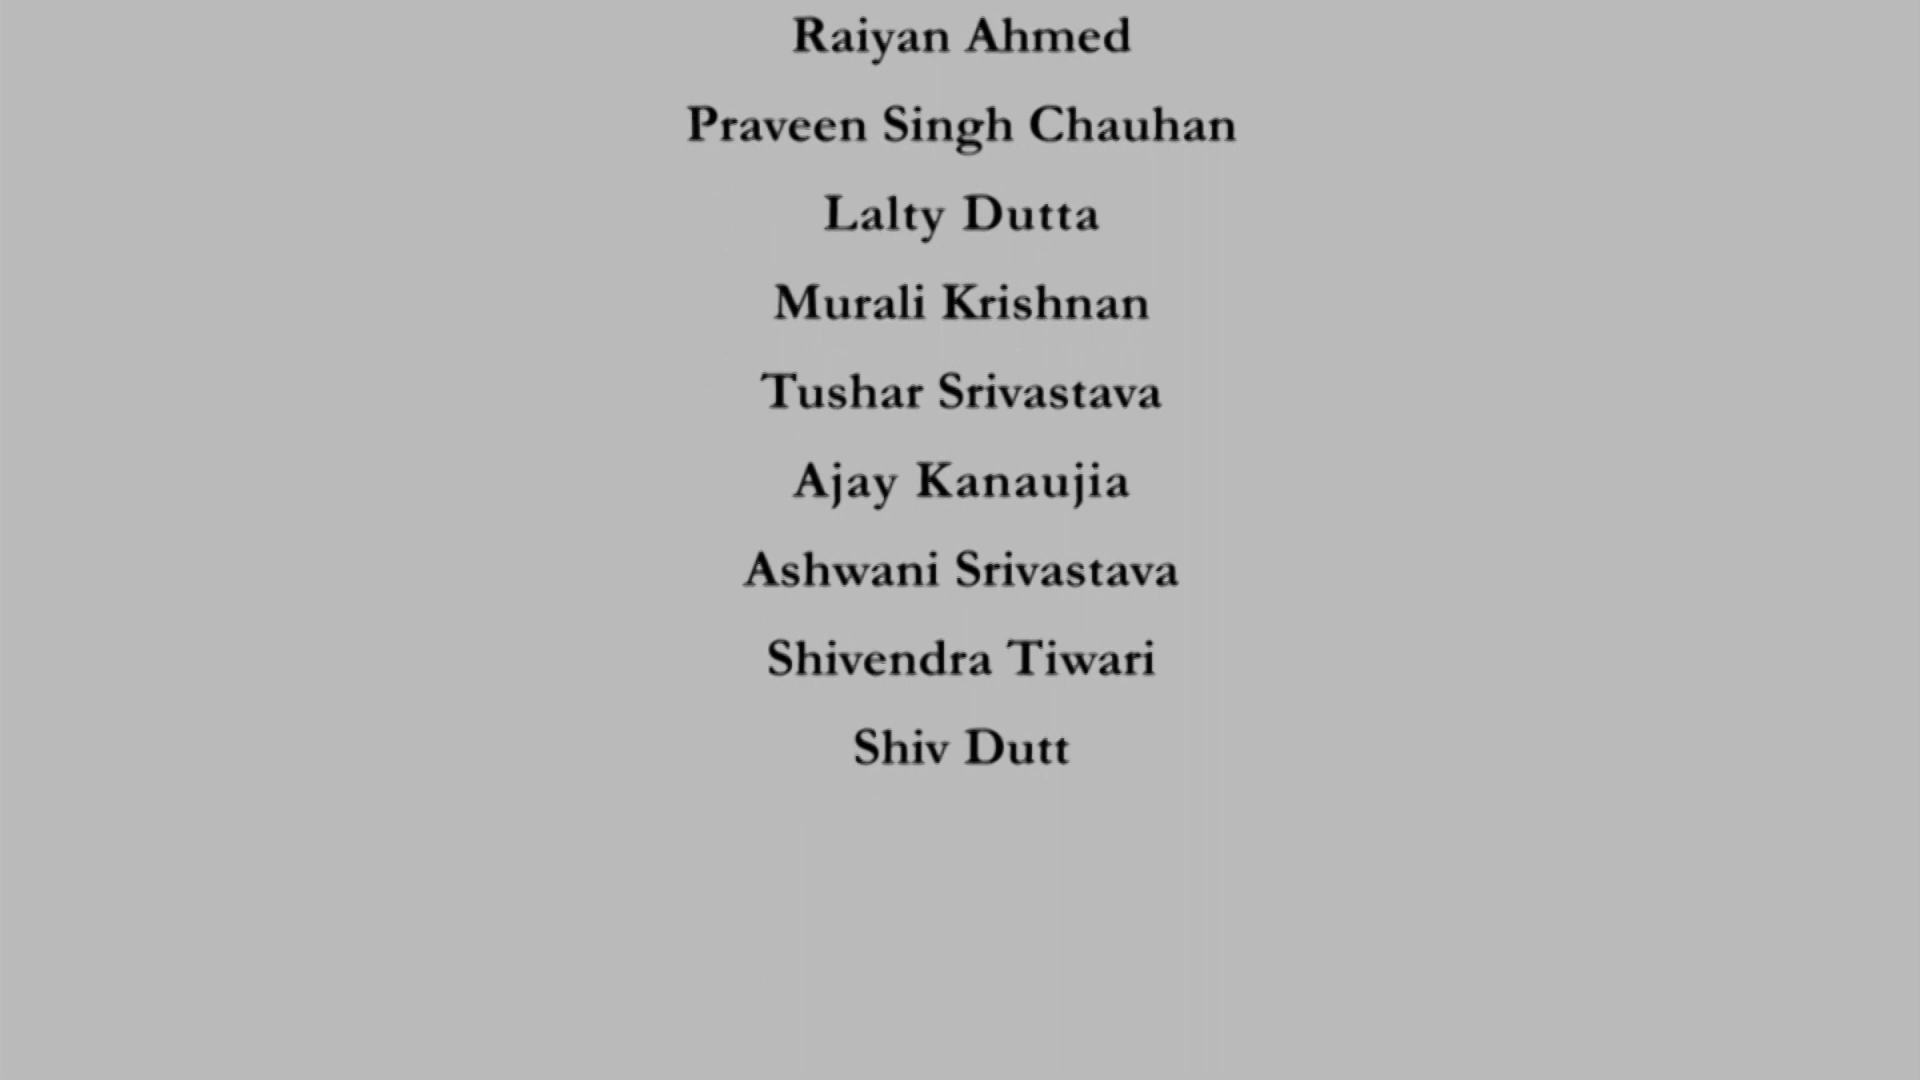 Raiyan Ahmed
Praveen Singh Chauhan
Lalty Dutta
Murali Krishnan
Tushar Srivastava
Ajay Kanaujia
Ashwani Srivastava
Shivendra Tiwari
Shiv Dutt